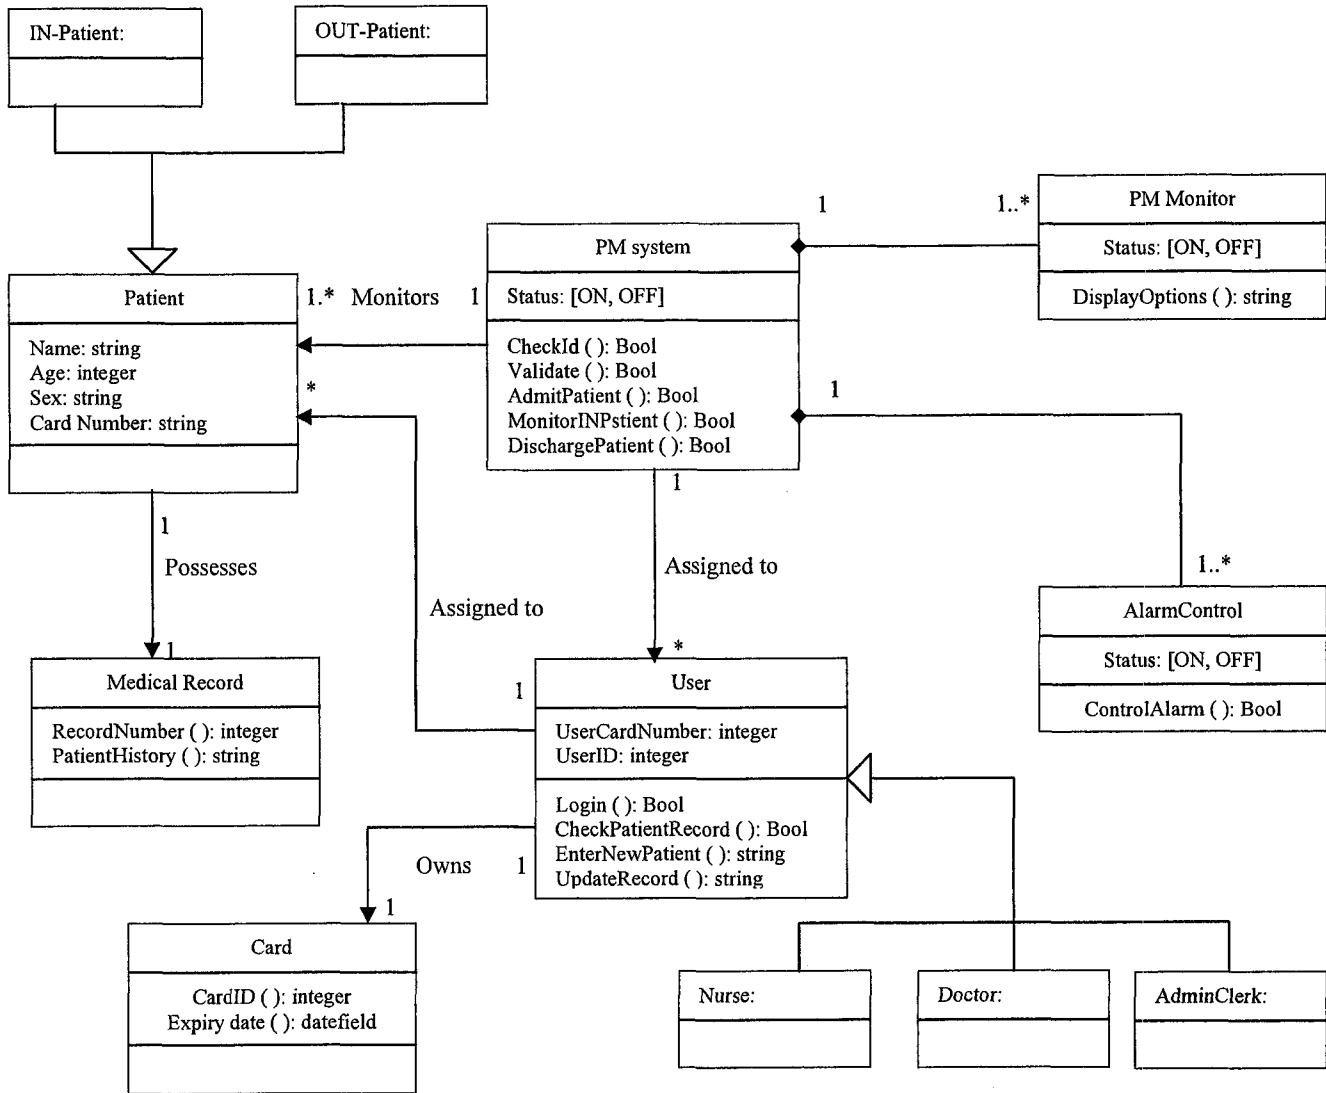 IN-Patient:
OUT-Patient:
PM Monitor
Status: [ON, OFF]
DisplayOptions ( ): string
1
1..*
PM system
Status: [ON, OFF]
CheckId ( ): Bool
Validate ( ): Bool
AdmitPatient ( ): Bool
MonitorINPstient ( ): Bool
DischargePatient ( ): Bool
Patient
Name: string
Age: integer
Sex: string
Card Number: string
1.* Monitors 1
*
1
1
1
Possesses
1
Assigned to
Assigned to
*
1..*
AlarmControl
Status: [ON, OFF]
ControlAlarm ( ): Bool
Medical Record
RecordNumber ( ): integer
PatientHistory ( ): string
1
User
UserCardNumber: integer
UserID: integer
Login ( ): Bool
CheckPatientRecord ( ): Bool
EnterNewPatient ( ): string
UpdateRecord ( ): string
Owns 1
1
Card
CardID ( ): integer
Expiry date ( ): datefield
Nurse:
Doctor:
AdminClerk: